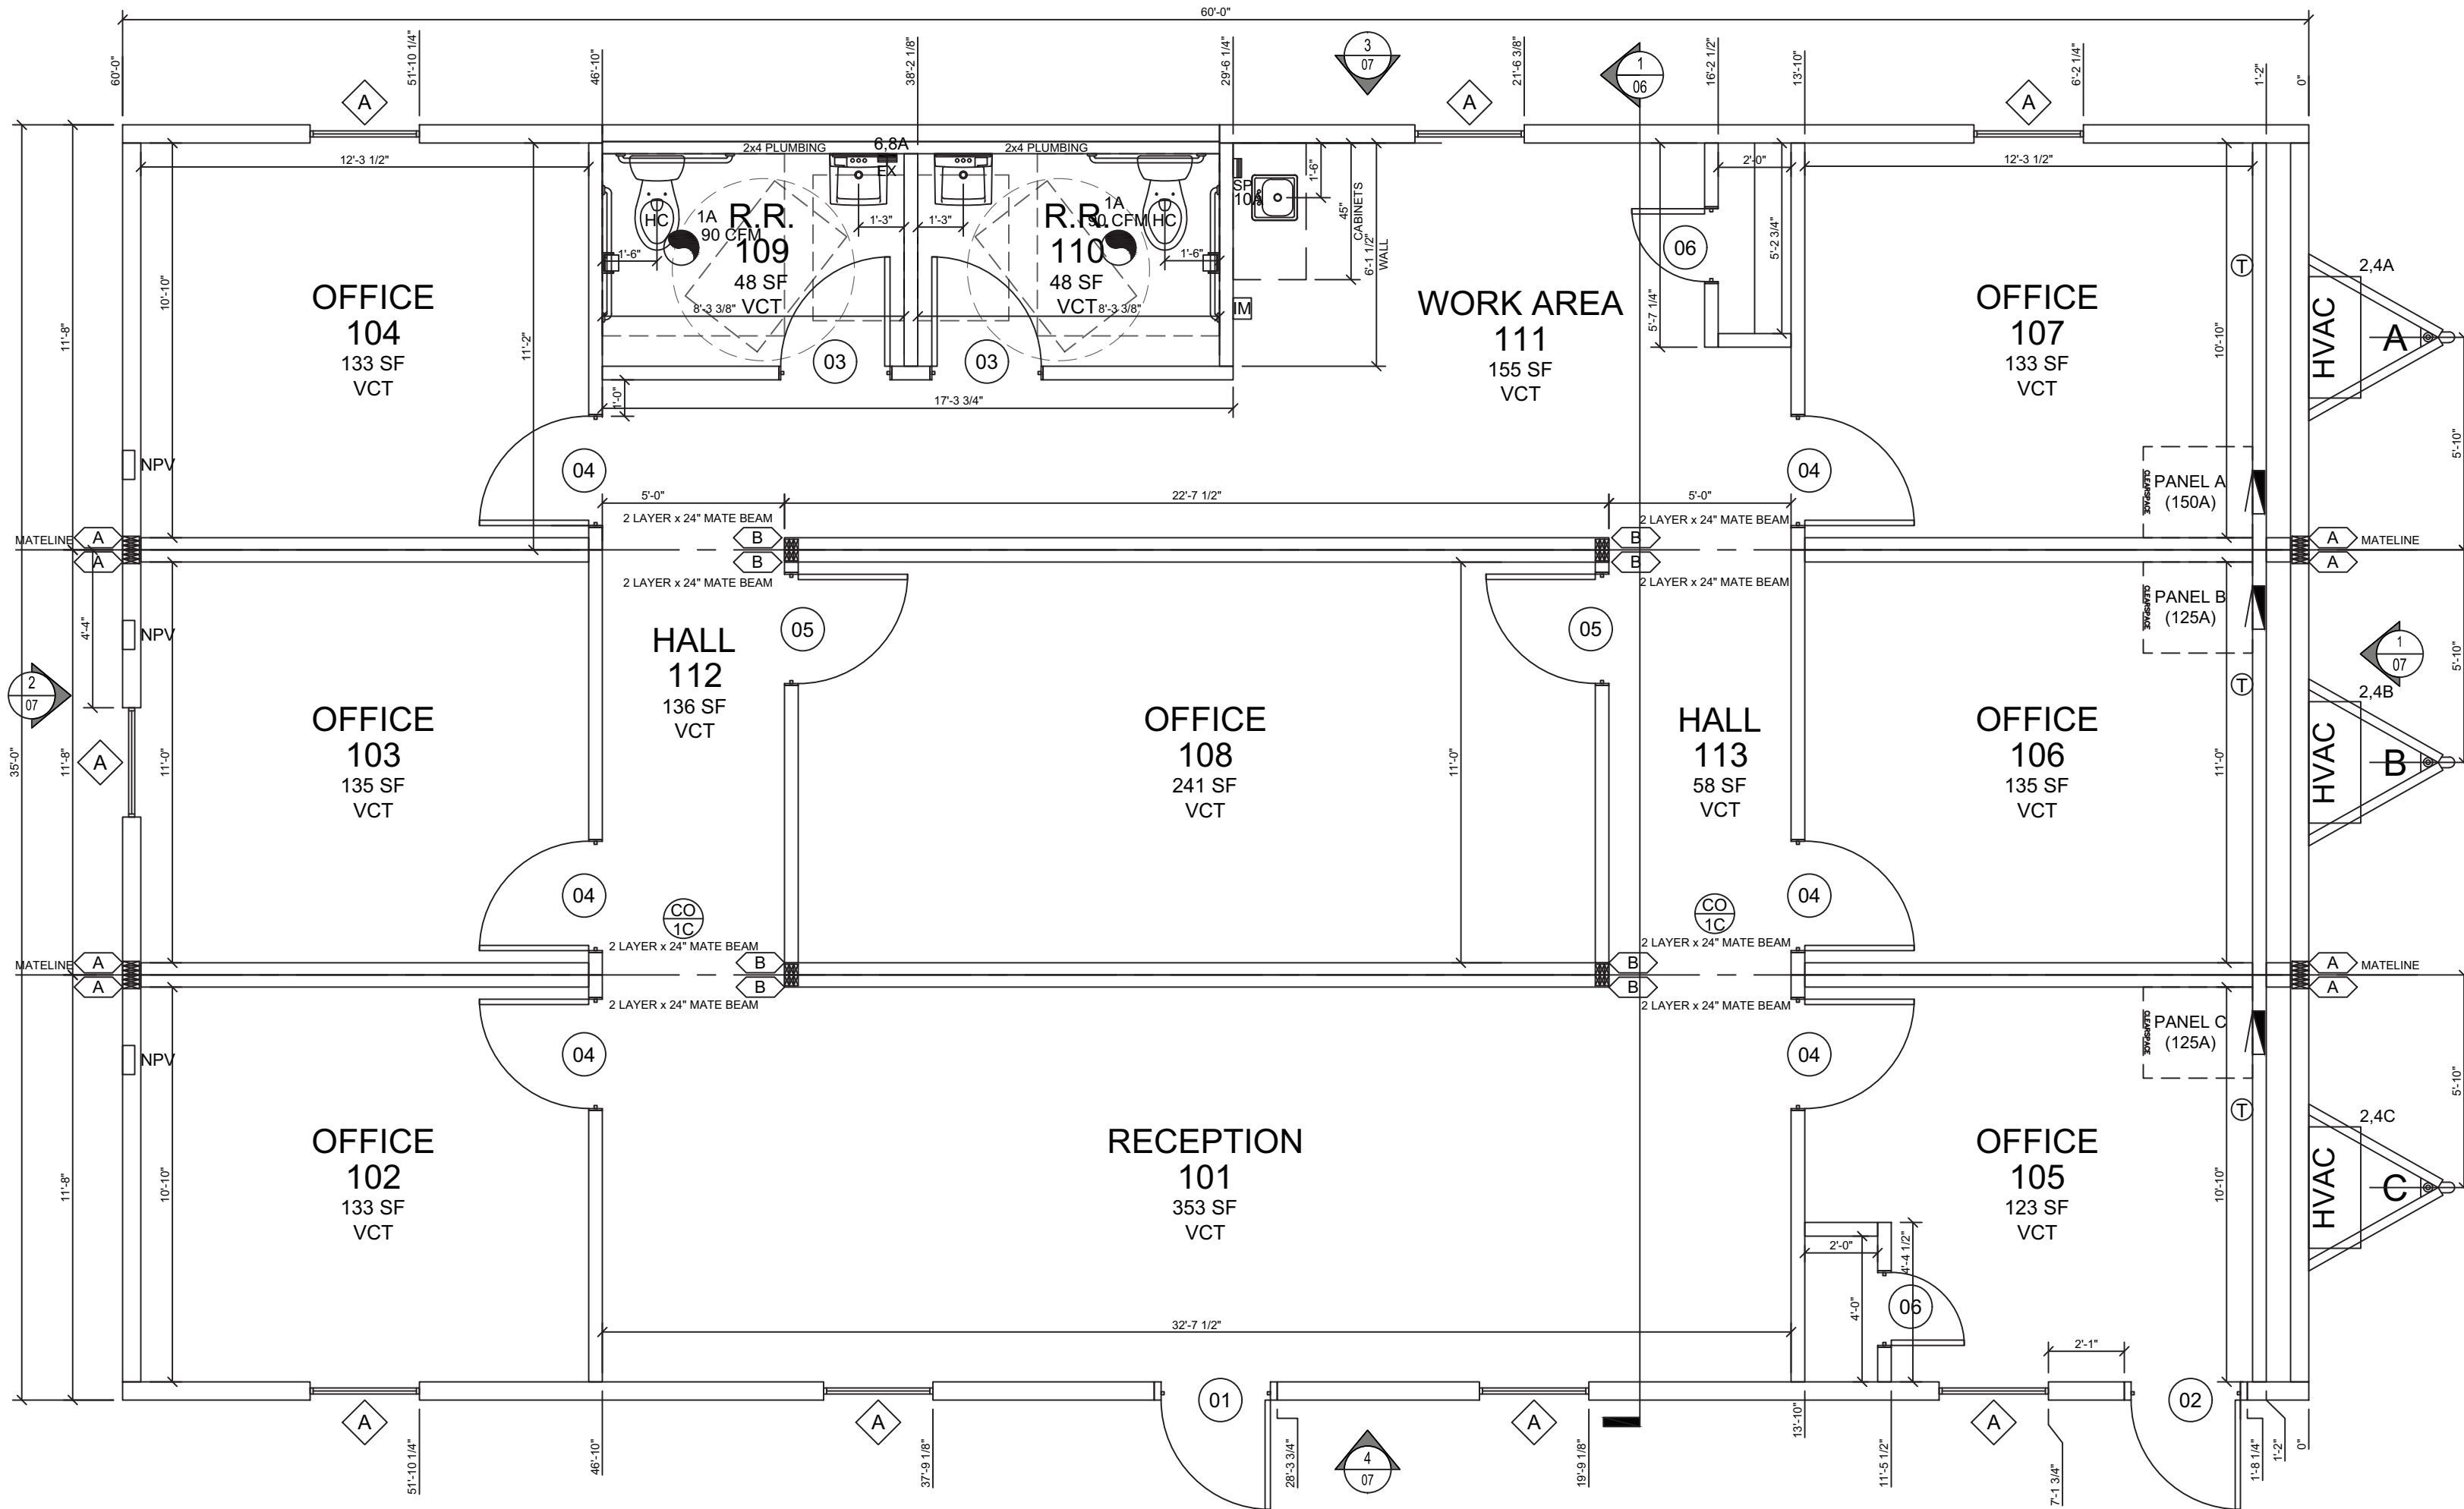 60'-0"
60'-0"
51'-10 1/4"
46'-10"
38'-2 1/8"
29'-6 1/4"
3
07
21'-6 3/8"
1
06
16'-2 1/2"
13'-10"
6'-2 1/4"
1'-2"
0"
A
A
A
12'-3 1/2"
2x4 PLUMBING
6,8A
EX
2x4 PLUMBING
2'-0"
12'-3 1/2"
HC
1A
90 CFM
R.R.
109
48 SF
VCT
1'-6"
1'-3"
1'-3"
8'-3 3/8"
R.R.
110
48 SF
VCT
1A
90 CFM
HC
1'-6"
8'-3 3/8"
SP
10A
IM
1'-6"
45"
CABINETS
6'-1 1/2"
WALL
06
5'-7 1/4"
5'-2 3/4"
T
2,4A
HVAC
A
OFFICE
104
133 SF
VCT
10'-10"
11'-2"
11'-8"
WORK AREA
111
155 SF
VCT
OFFICE
107
133 SF
VCT
10'-10"
5'-10"
03
03
1'-0"
17'-3 3/4"
NPV
04
04
CLEARSPACE
PANEL A
(150A)
5'-0"
22'-7 1/2"
5'-0"
2 LAYER x 24" MATE BEAM
2 LAYER x 24" MATE BEAM
MATELINE
A
A
B
B
B
B
A
A
MATELINE
2 LAYER x 24" MATE BEAM
2 LAYER x 24" MATE BEAM
4'-4"
NPV
05
05
CLEARSPACE
PANEL B
(125A)
HALL
112
136 SF
VCT
2
07
1
07
5'-10"
T
2,4B
HVAC
B
35'-0"
11'-8"
A
11'-0"
OFFICE
103
135 SF
VCT
OFFICE
108
241 SF
VCT
11'-0"
HALL
113
58 SF
VCT
OFFICE
106
135 SF
VCT
11'-0"
04
CO
1C
CO
1C
04
2 LAYER x 24" MATE BEAM
2 LAYER x 24" MATE BEAM
MATELINE
A
A
B
B
B
B
A
A
MATELINE
2 LAYER x 24" MATE BEAM
2 LAYER x 24" MATE BEAM
NPV
04
04
CLEARSPACE
PANEL C
(125A)
5'-10"
T
2,4C
HVAC
C
11'-8"
10'-10"
OFFICE
102
133 SF
VCT
RECEPTION
101
353 SF
VCT
OFFICE
105
123 SF
VCT
10'-10"
2'-0"
4'-4 1/2"
4'-0"
06
32'-7 1/2"
2'-1"
A
A
01
A
A
02
51'-10 1/4"
46'-10"
37'-9 1/8"
28'-3 3/4"
4
07
19'-9 1/8"
13'-10"
11'-5 1/2"
7'-1 3/4"
1'-8 1/4"
1'-2"
0"